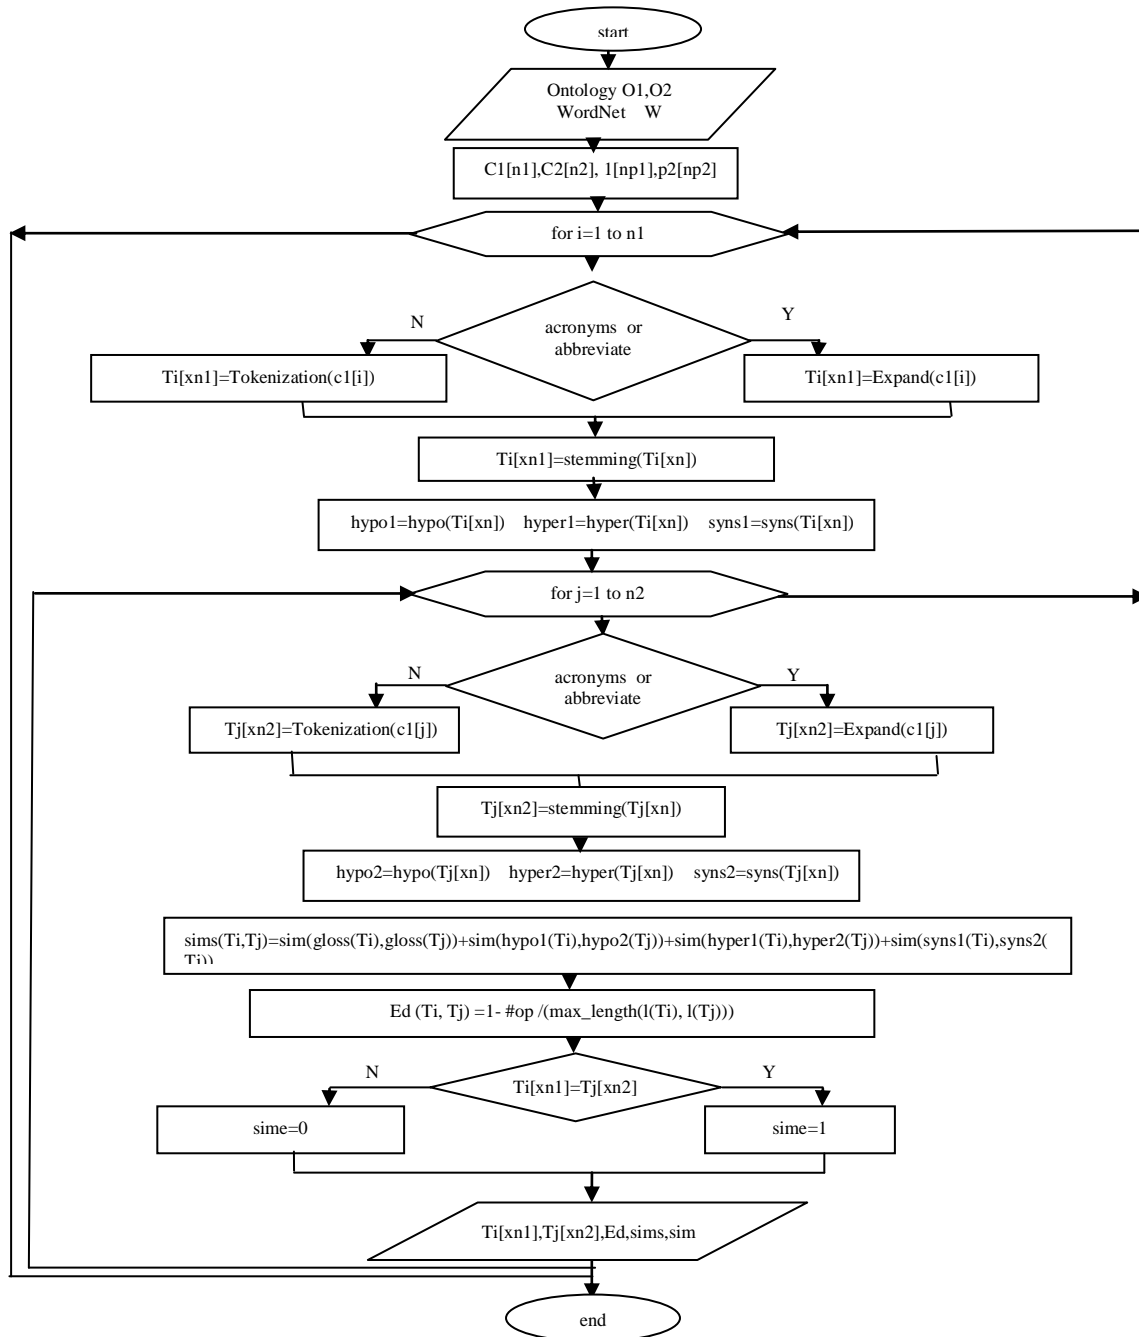 start
Ontology O1,O2
WordNet W
C1[n1],C2[n2], 1[np1],p2[np2]
for i=1 to n1
N
acronyms or
abbreviate
Y
Ti[xn1]=Tokenization(c1[i])
Ti[xn1]=Expand(c1[i])
Ti[xn1]=stemming(Ti[xn])
hypo1=hypo(Ti[xn]) hyper1=hyper(Ti[xn]) syns1=syns(Ti[xn])
for j=1 to n2
N
acronyms or
abbreviate
Y
Tj[xn2]=Tokenization(c1[j])
Tj[xn2]=Expand(c1[j])
Tj[xn2]=stemming(Tj[xn])
hypo2=hypo(Tj[xn]) hyper2=hyper(Tj[xn]) syns2=syns(Tj[xn])
sims(Ti,Tj)=sim(gloss(Ti),gloss(Tj))+sim(hypo1(Ti),hypo2(Tj))+sim(hyper1(Ti),hyper2(Tj))+sim(syns1(Ti),syns2(
Tj))
Ed (Ti, Tj) =1- #op /(max_length(l(Ti), l(Tj)))
N
Ti[xn1]=Tj[xn2]
Y
sime=0
sime=1
Ti[xn1],Tj[xn2],Ed,sims,sim
end